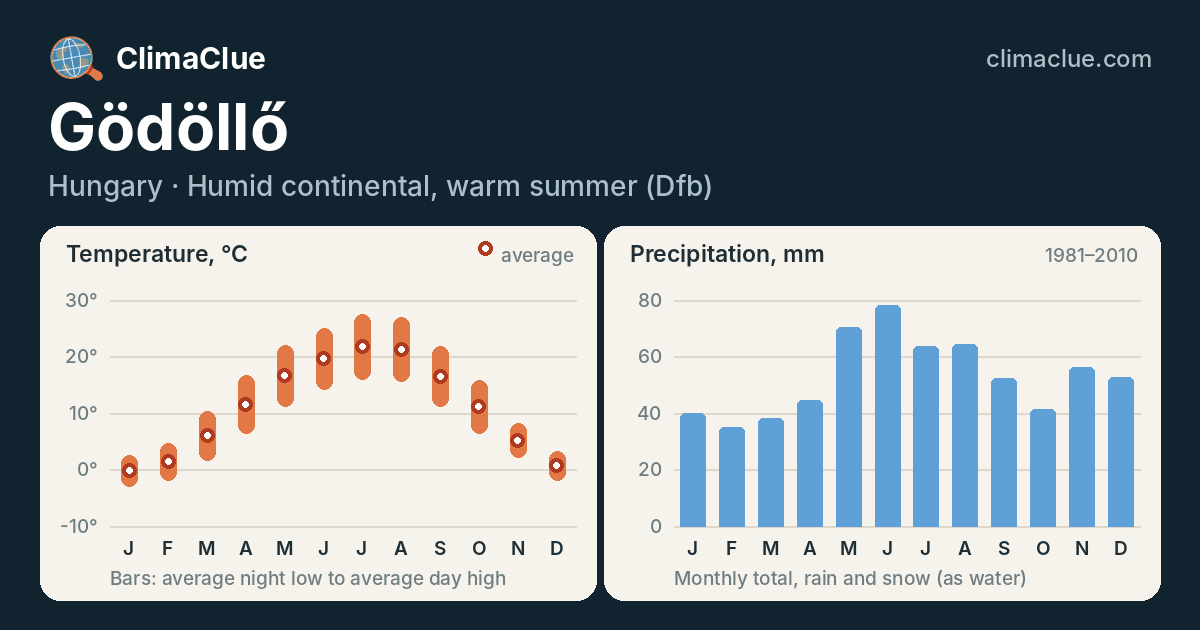 ClimaClue
climaclue.com
Gödöllő
Hungary · Humid continental, warm summer (Dfb)
Temperature, °C
average
30°
20°
10°
0°
-10°
J F M A M J J A S O N D
Bars: average night low to average day high
Precipitation, mm
1981–2010
80
60
40
20
0
J F M A M J J A S O N D
Monthly total, rain and snow (as water)